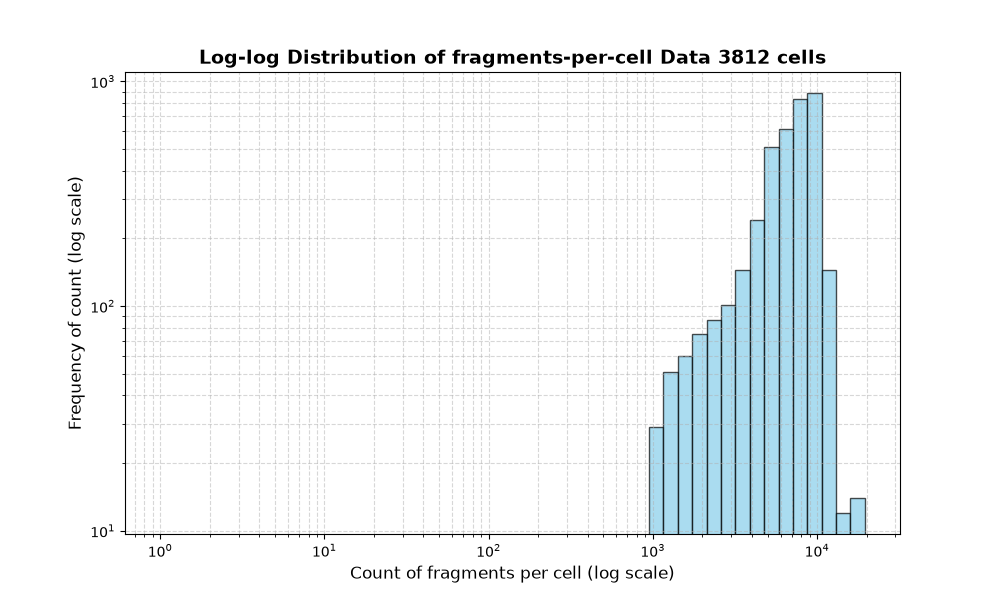 Log-log Distribution of fragments-per-cell Data 3812 cells
Frequency of count (log scale)
10³
10²
10¹
10⁰ 10¹ 10² 10³ 10⁴
Count of fragments per cell (log scale)